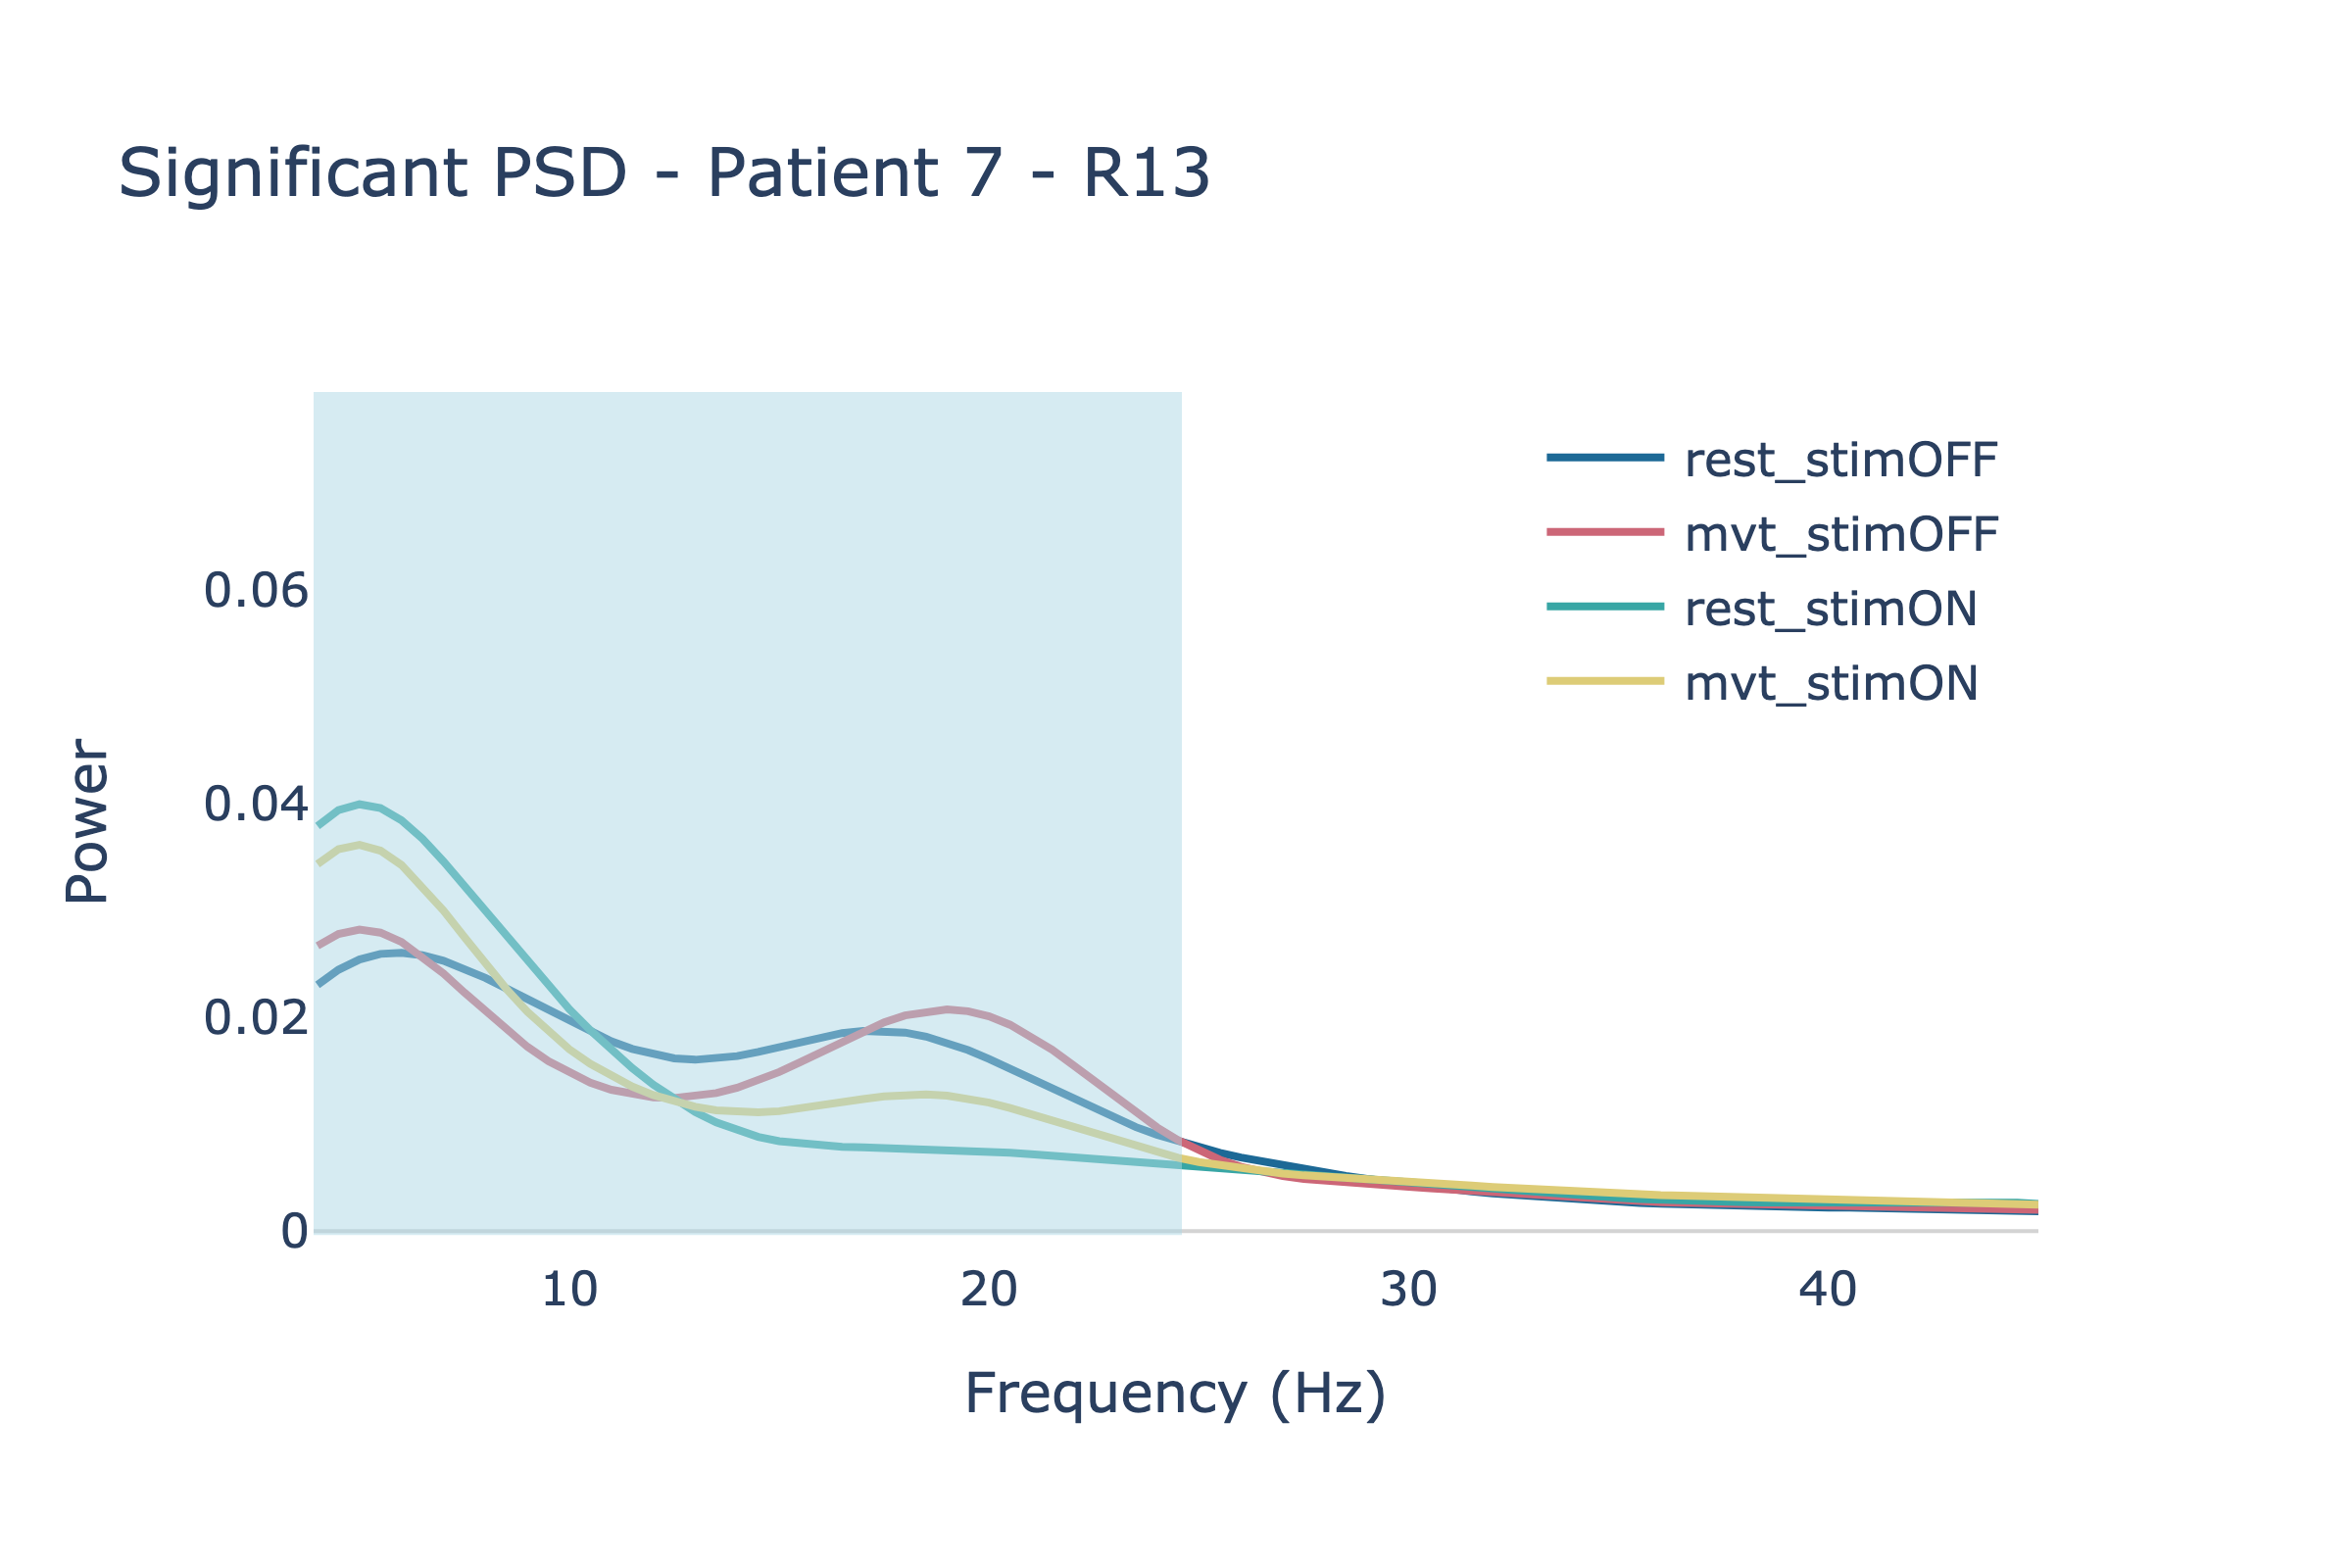 Significant PSD - Patient 7 - R13
rest_stimOFF
mvt_stimOFF
rest_stimON
mvt_stimON
0.06
0.04
0.02
0
Power
10 20 30 40
Frequency (Hz)